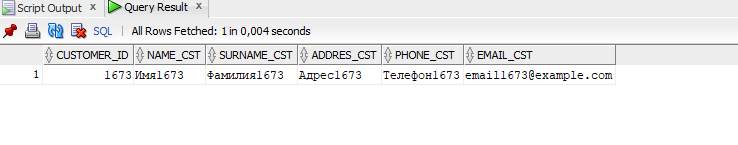 Script Output x Query Result x
SQL | All Rows Fetched: 1 in 0,004 seconds
CUSTOMER_ID NAME_CST SURNAME_CST ADDRES_CST PHONE_CST EMAIL_CST
1 1673 Имя1673 Фамилия1673 Адрес1673 Телефон1673 email1673@example.com